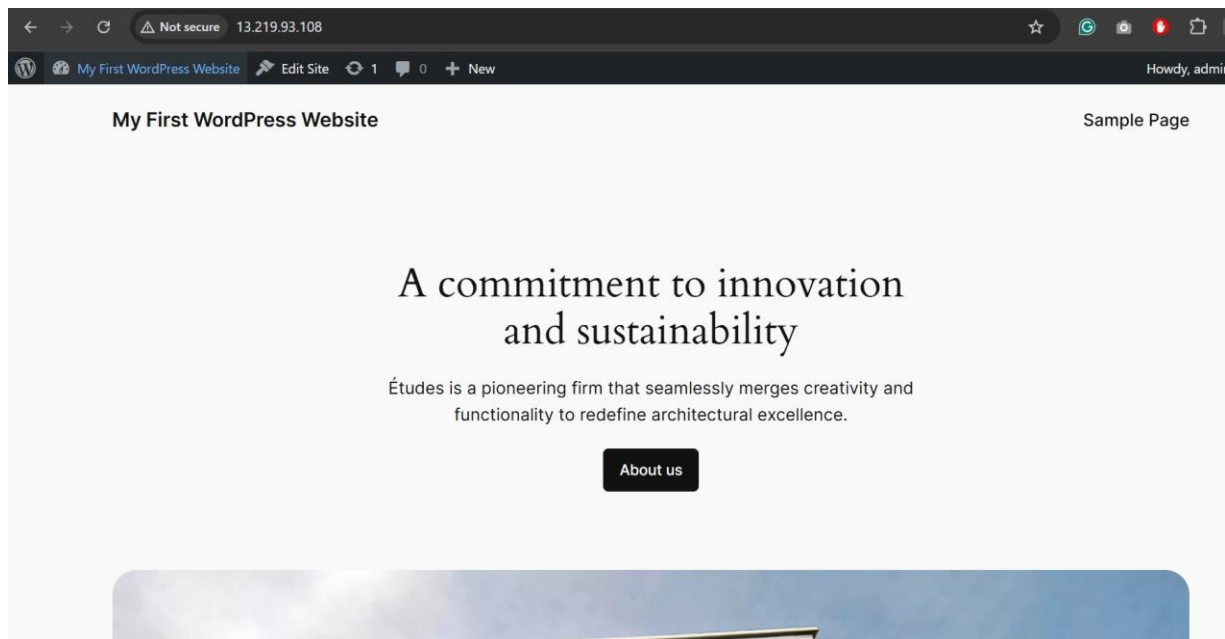 Not secure 13.219.93.108
My First WordPress Website Edit Site 1 0 New Howdy, admin
My First WordPress Website Sample Page
A commitment to innovation
and sustainability
Études is a pioneering firm that seamlessly merges creativity and
functionality to redefine architectural excellence.
About us